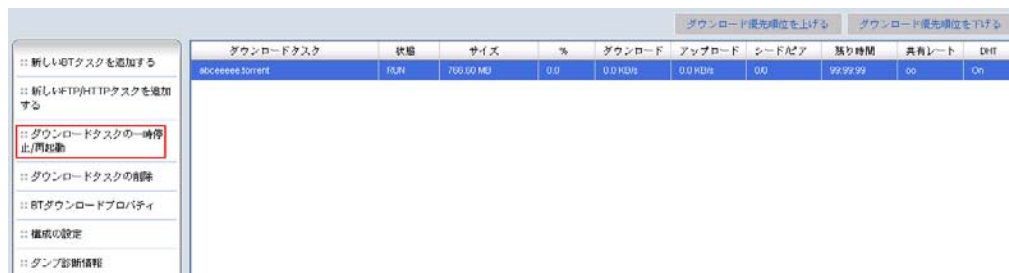 ダウンロード優先順位を上げる ダウンロード優先順位を下げる
ダウンロードタスク 状態 サイズ % ダウンロード アップロード シード/ピア 残り時間 共有レート DHT
abceeeee.torrent RUN 766.60 MB 0.0 0.0 KB/s 0.0 KB/s 0/0 99:99:99 oo On
:: 新しいBTタスクを追加する
:: 新しいFTP/HTTPタスクを追加
する
:: ダウンロードタスクの一時停
止/再起動
:: ダウンロードタスクの削除
:: BTダウンロードプロパティ
:: 構成の設定
:: ダンプ診断情報